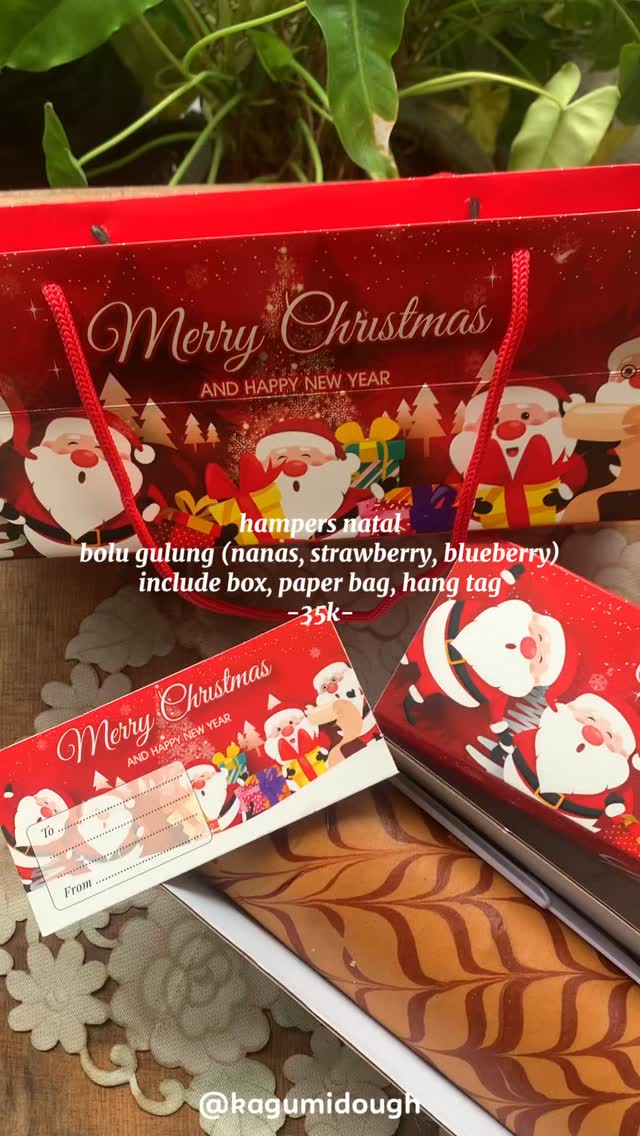 Merry Christmas
AND HAPPY NEW YEAR
hampers natal
bolu gulung (nanas, strawberry, blueberry)
include box, paper bag, hang tag
-35k-
Merry Christmas
AND HAPPY NEW YEAR
To
From
@kagumidough